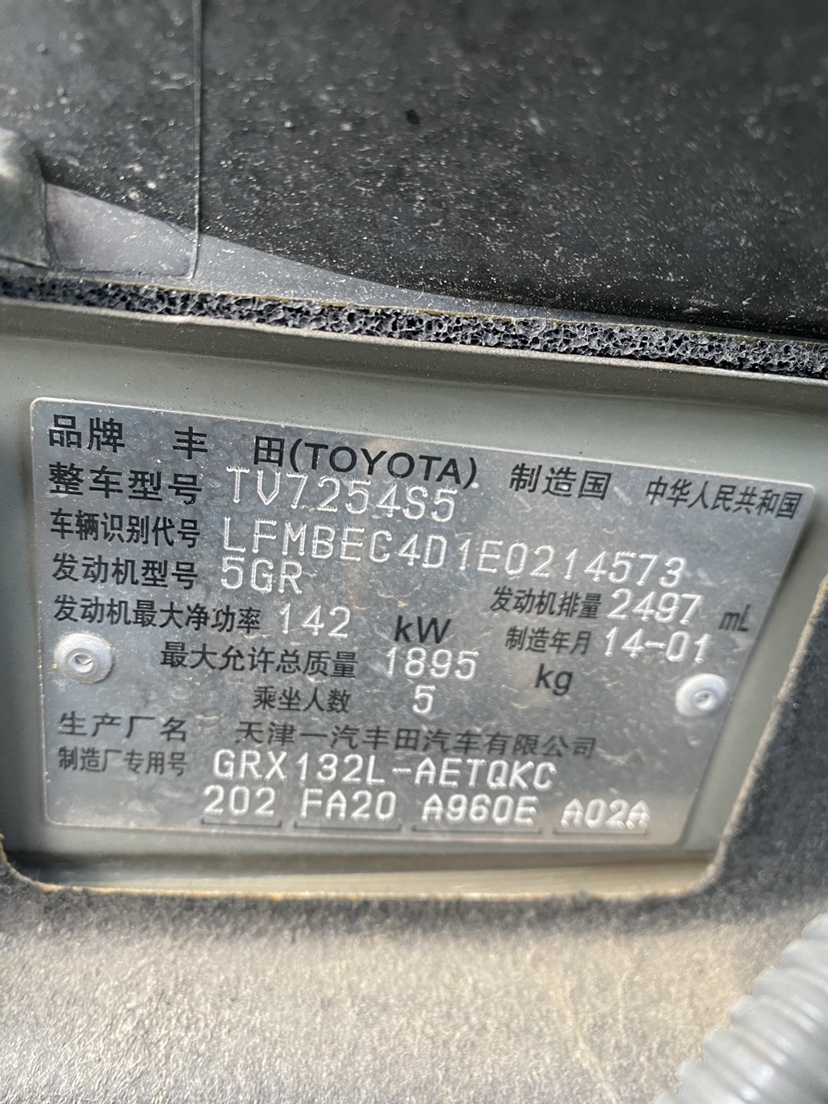 品牌 丰 田(TOYOTA) 制造国 中华人民共和国
整车型号 TV7254S5
车辆识别代号 LFMBEC4D1E0214573
发动机型号 5GR 发动机排量 2497 mL
发动机最大净功率 142 kW 制造年月 14-01
最大允许总质量 1895 kg
乘坐人数 5
生产厂名 天津一汽丰田汽车有限公司
制造厂专用号 GRX132L-AETQKC
202 FA20 A960E A02A